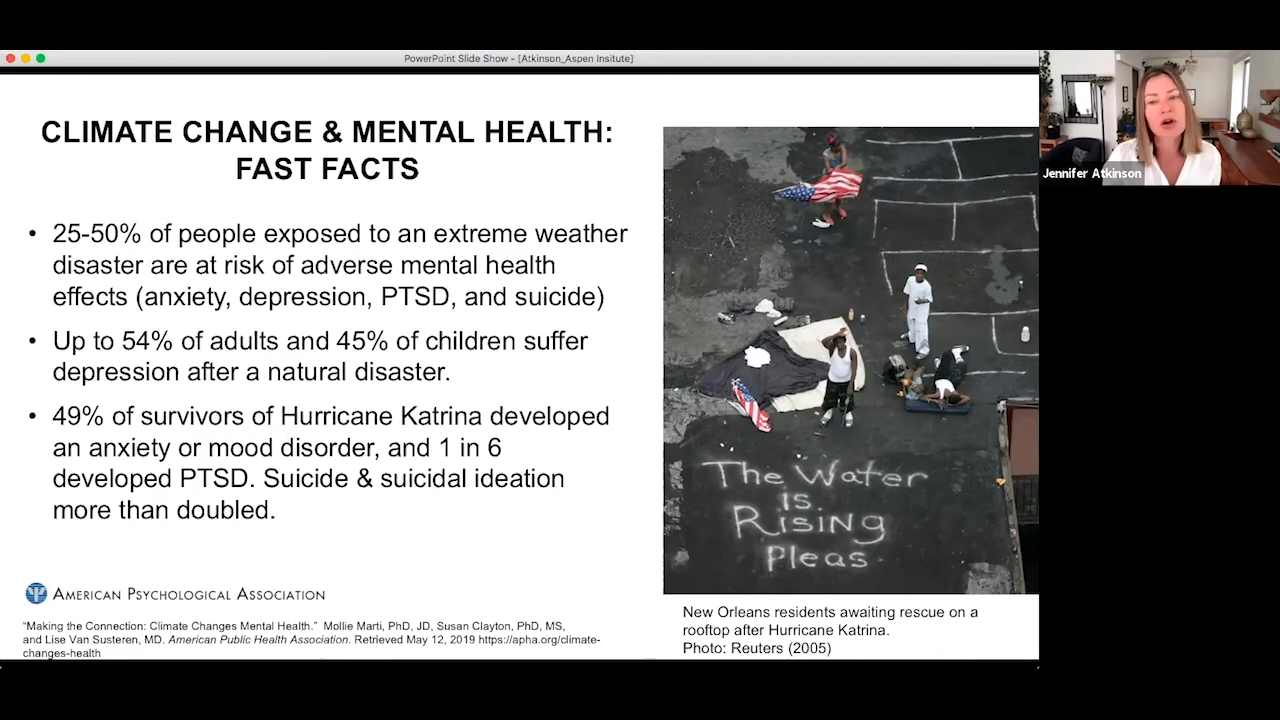 PowerPoint Slide Show - [Atkinson_Aspen Insitute]
CLIMATE CHANGE & MENTAL HEALTH:
FAST FACTS
• 25-50% of people exposed to an extreme weather
disaster are at risk of adverse mental health
effects (anxiety, depression, PTSD, and suicide)
• Up to 54% of adults and 45% of children suffer
depression after a natural disaster.
• 49% of survivors of Hurricane Katrina developed
an anxiety or mood disorder, and 1 in 6
developed PTSD. Suicide & suicidal ideation
more than doubled.
AMERICAN PSYCHOLOGICAL ASSOCIATION
“Making the Connection: Climate Changes Mental Health.” Mollie Marti, PhD, JD, Susan Clayton, PhD, MS,
and Lise Van Susteren, MD. American Public Health Association. Retrieved May 12, 2019 https://apha.org/climate-
changes-health
The Water
is
Rising
Pleas
New Orleans residents awaiting rescue on a
rooftop after Hurricane Katrina.
Photo: Reuters (2005)
Jennifer Atkinson